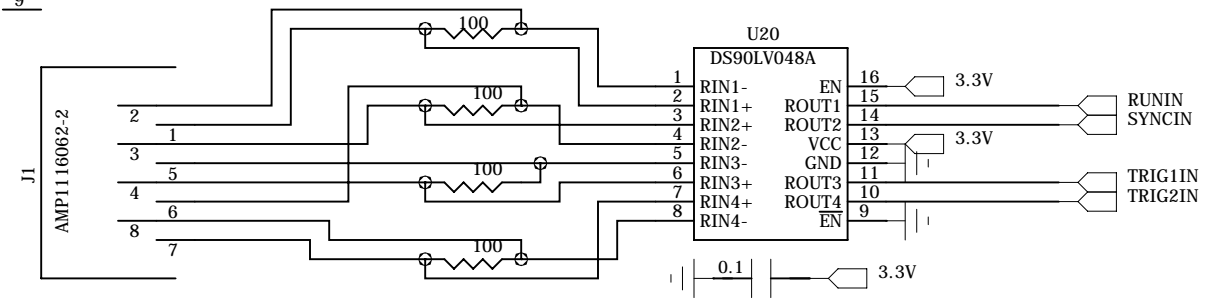 9
100
U20
DS90LV048A
1 RIN1- EN 16 3.3V
2 RIN1+ ROUT1 15 RUNIN
3 RIN2+ ROUT2 14 SYNCIN
4 RIN2- VCC 13 3.3V
5 RIN3- GND 12
6 RIN3+ ROUT3 11 TRIG1IN
7 RIN4+ ROUT4 10 TRIG2IN
8 RIN4- EN 9
100
100
100
J1
AMP1116062-2
2
1
3
5
4
6
8
7
0.1 3.3V